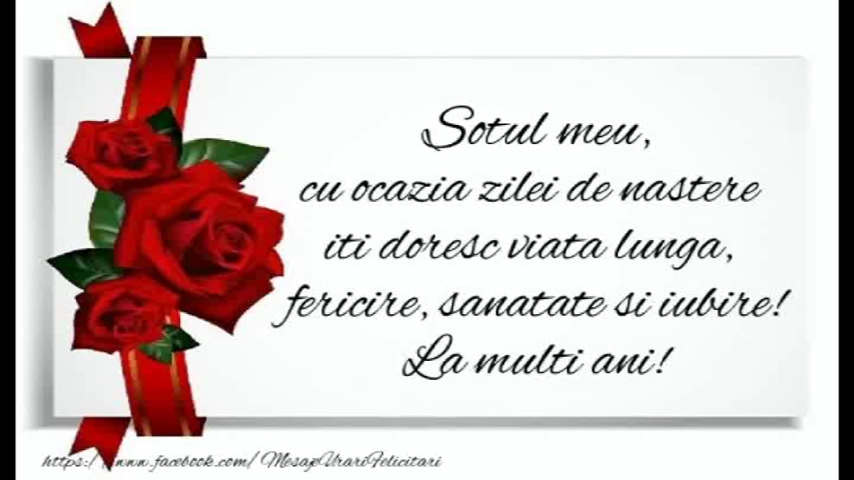 Sotul meu,
cu ocazia zilei de nastere
iti doresc viata lunga,
fericire, sanatate si iubire!
La multi ani!
https://www.facebook.com/MesajeUrariFelicitari